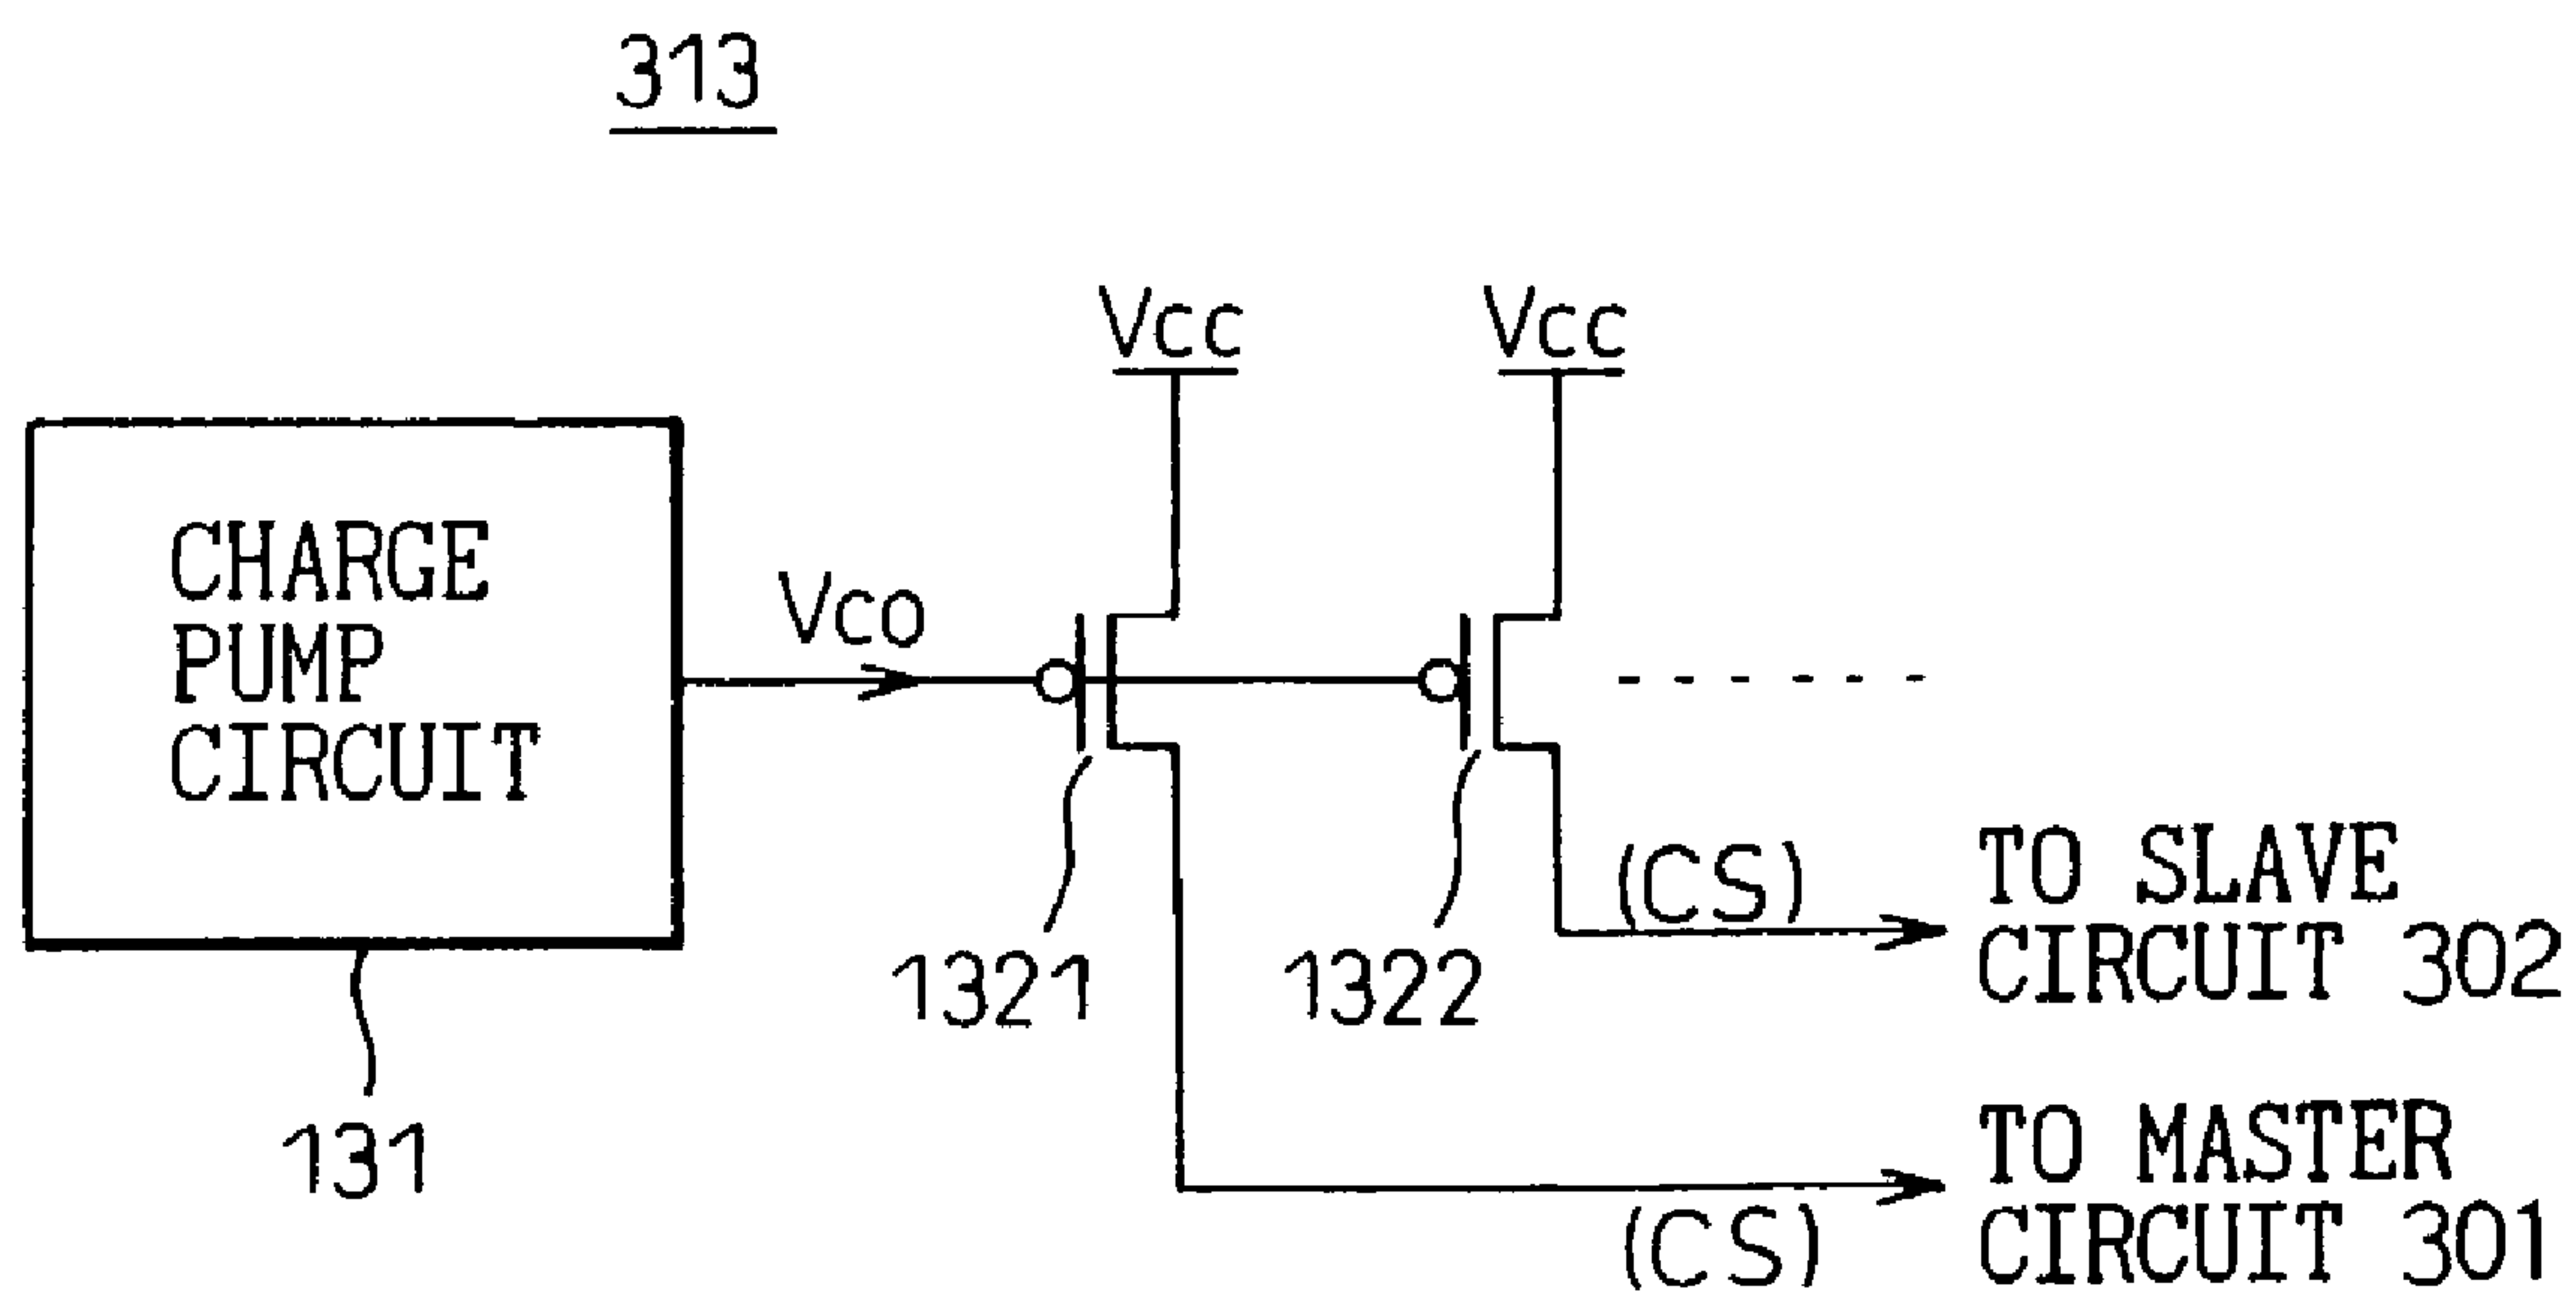 313
Vcc
Vcc
CHARGE
PUMP
CIRCUIT
Vco
(CS)
TO SLAVE
CIRCUIT 302
1321
1322
131
TO MASTER
CIRCUIT 301
(CS)